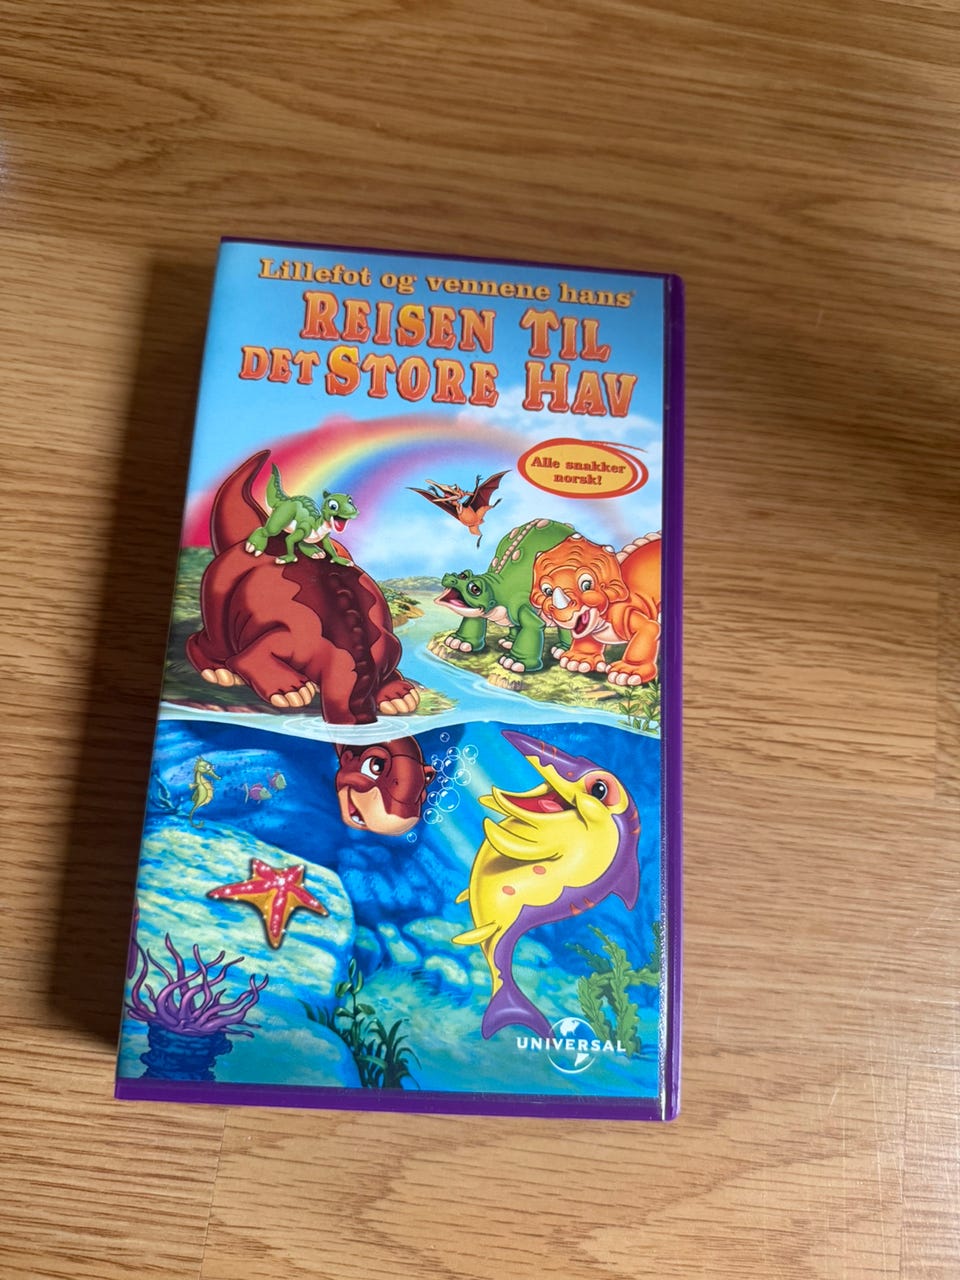 Lillefot og vennene hans
REISEN TIL
DET STORE HAV
Alle snakker
norsk!
UNIVERSAL